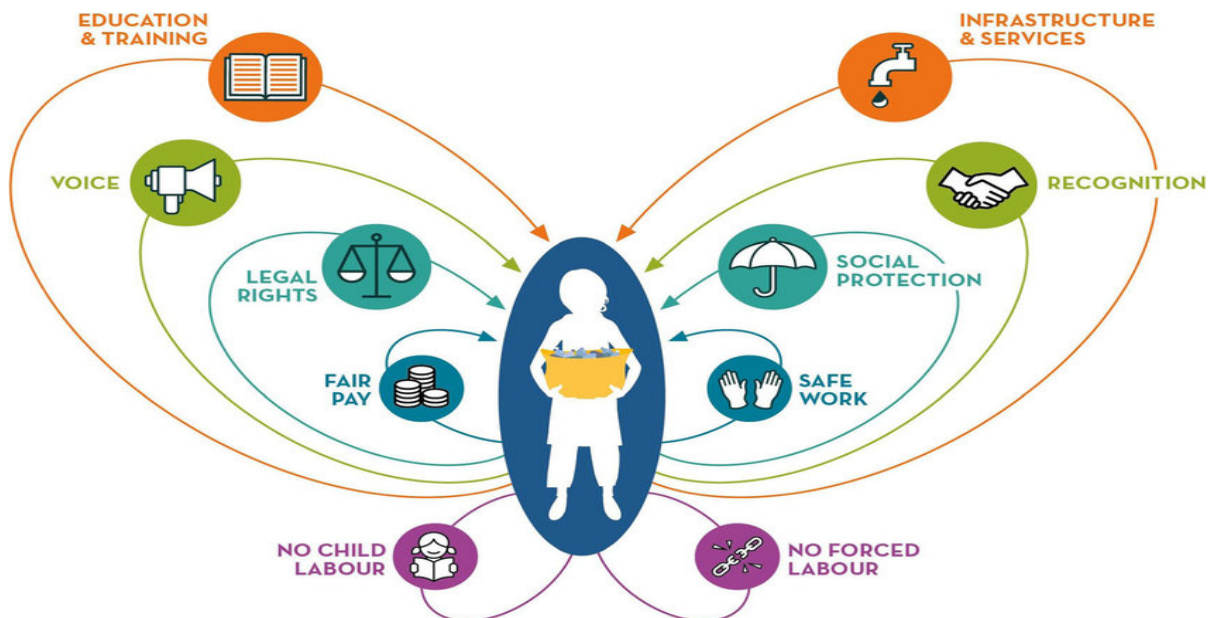 EDUCATION
& TRAINING
INFRASTRUCTURE
& SERVICES
VOICE
RECOGNITION
LEGAL
RIGHTS
SOCIAL
PROTECTION
FAIR
PAY
SAFE
WORK
NO CHILD
LABOUR
NO FORCED
LABOUR